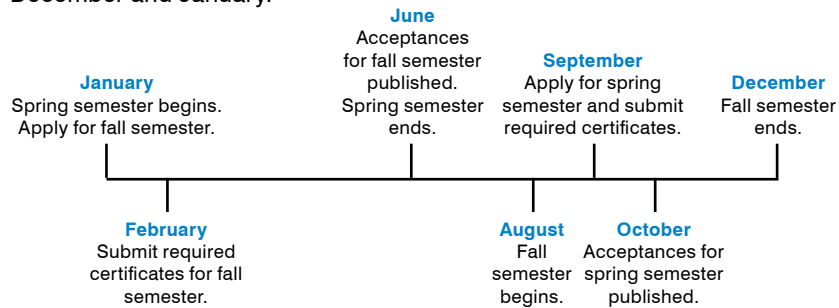 December and January.
June
Acceptances
for fall semester
published.
Spring semester
ends.
January
Spring semester begins.
Apply for fall semester.
September
Apply for spring
semester and submit
required certificates.
December
Fall semester
ends.
February
Submit required
certificates for fall
semester.
August
Fall
semester
begins.
October
Acceptances for
spring semester
published.